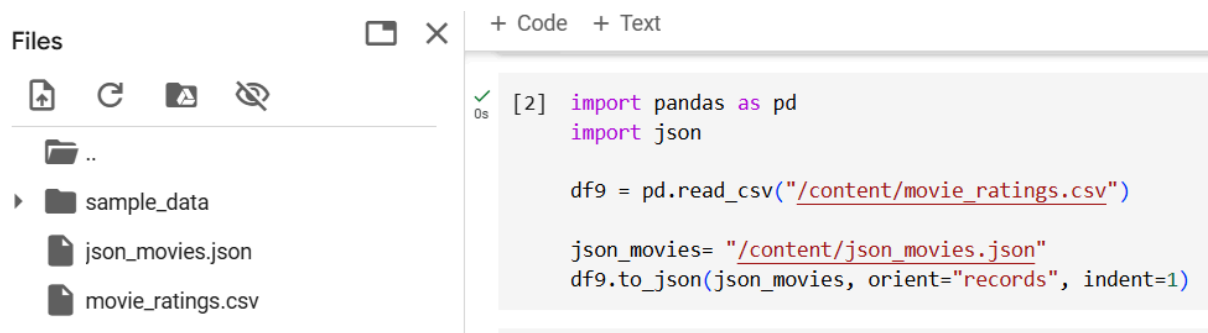 Files
..
sample_data
json_movies.json
movie_ratings.csv
+ Code + Text
0s
[2] import pandas as pd
import json
df9 = pd.read_csv("/content/movie_ratings.csv")
json_movies= "/content/json_movies.json"
df9.to_json(json_movies, orient="records", indent=1)